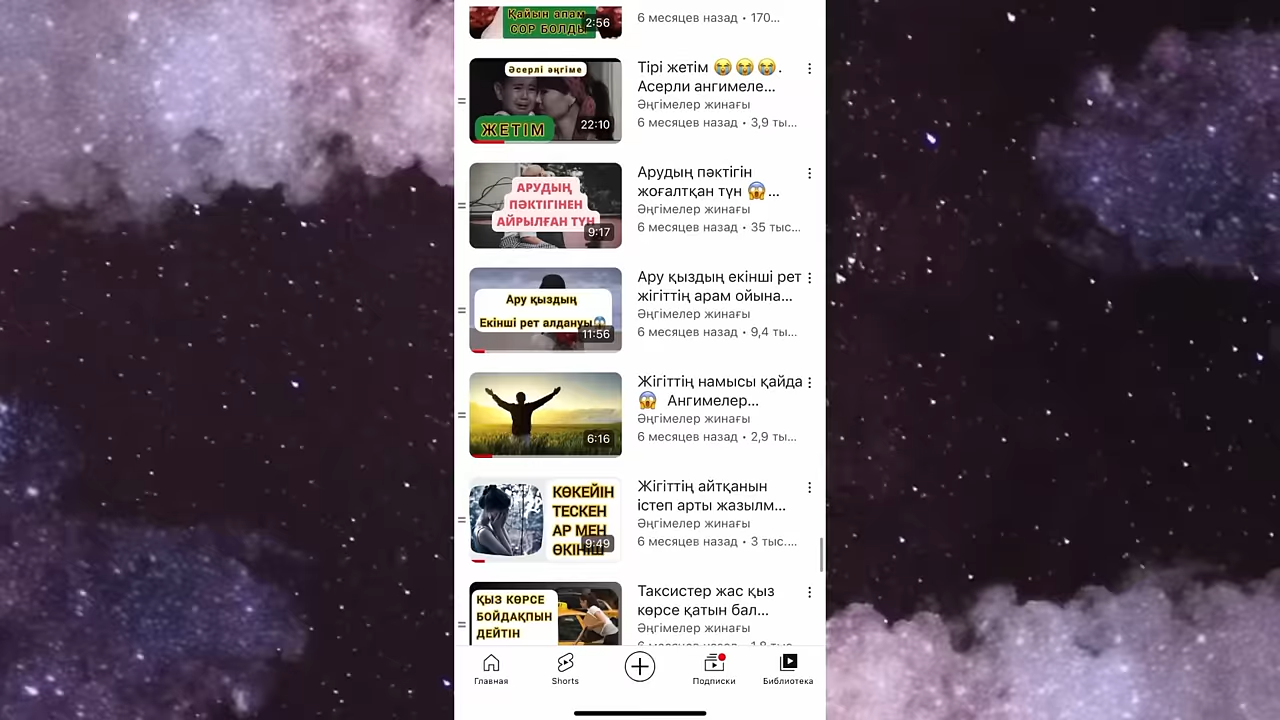 Қайын апам
СОР БОЛДЫ
2:56
6 месяцев назад • 170...
Әсерлі әңгіме
ЖЕТІМ
22:10
Тірі жетім 😭😭😭.
Асерли ангимеле...
Әңгімелер жинағы
6 месяцев назад • 3,9 ты...
АРУДЫҢ
ПӘКТІГІНЕН
АЙРЫЛҒАН ТҮН
9:17
Арудың пәктігін
жоғалтқан түн 😱...
Әңгімелер жинағы
6 месяцев назад • 35 тыс...
Ару қыздың
Екінші рет алдануы😱
11:56
Ару қыздың екінші рет
жігіттің арам ойына...
Әңгімелер жинағы
6 месяцев назад • 9,4 ты...
6:16
Жігіттің намысы қайда
😱 Ангимелер...
Әңгімелер жинағы
6 месяцев назад • 2,9 ты...
КӨКЕЙІН
ТЕСКЕН
АР МЕН
ӨКІНІШ
9:49
Жігіттің айтқанын
істеп арты жазылм...
Әңгімелер жинағы
6 месяцев назад • 3 тыс....
ҚЫЗ КӨРСЕ
БОЙДАҚПЫН
ДЕЙТІН
Таксистер жас қыз
көрсе қатын бал...
Әңгімелер жинағы
6 месяцев назад • 1,8 тыс...
Главная
Shorts
Подписки
Библиотека